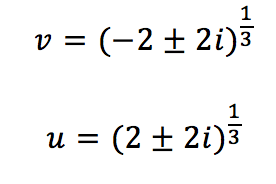 v = (−2 ± 2i)^{1/3}
u = (2 ± 2i)^{1/3}